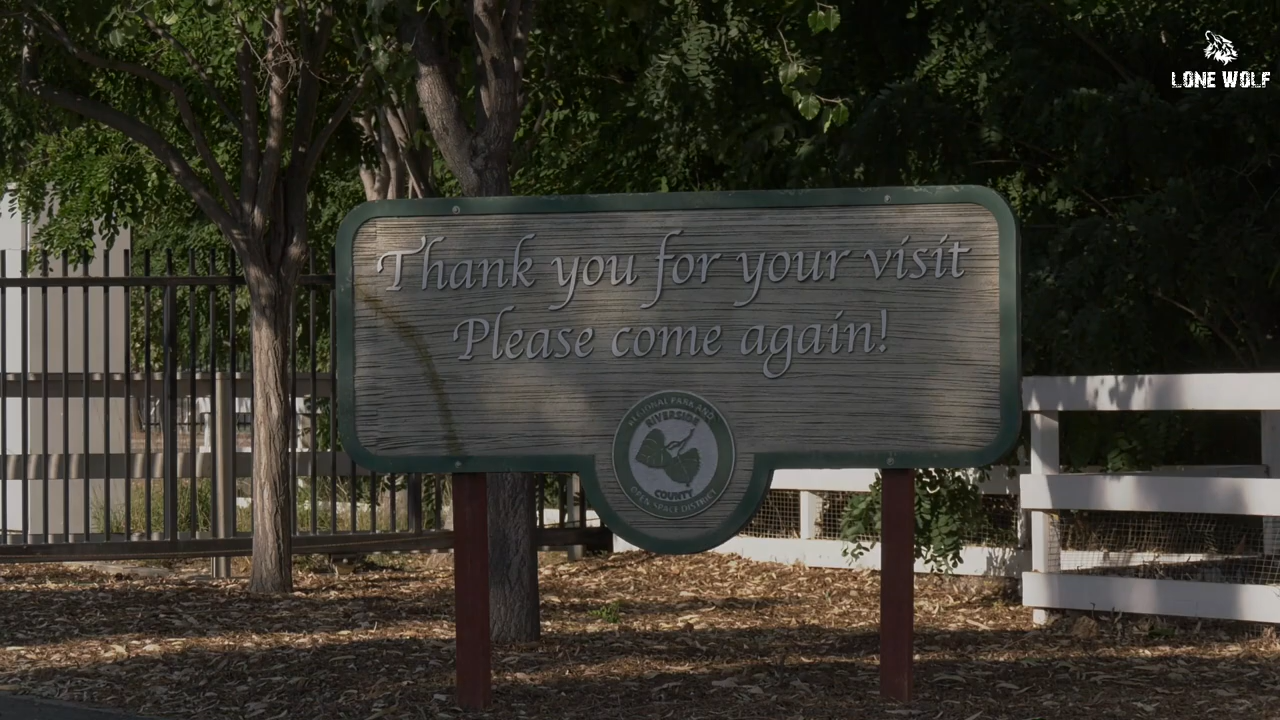 LONE WOLF
Thank you for your visit
Please come again!
REGIONAL PARK AND
RIVERSIDE
COUNTY
OPEN-SPACE DISTRICT